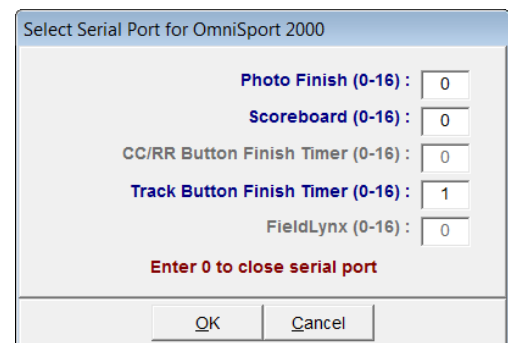 Select Serial Port for OmniSport 2000
Photo Finish (0-16) : 0
Scoreboard (0-16) : 0
CC/RR Button Finish Timer (0-16) : 0
Track Button Finish Timer (0-16) : 1
FieldLynx (0-16) : 0
Enter 0 to close serial port
OK Cancel